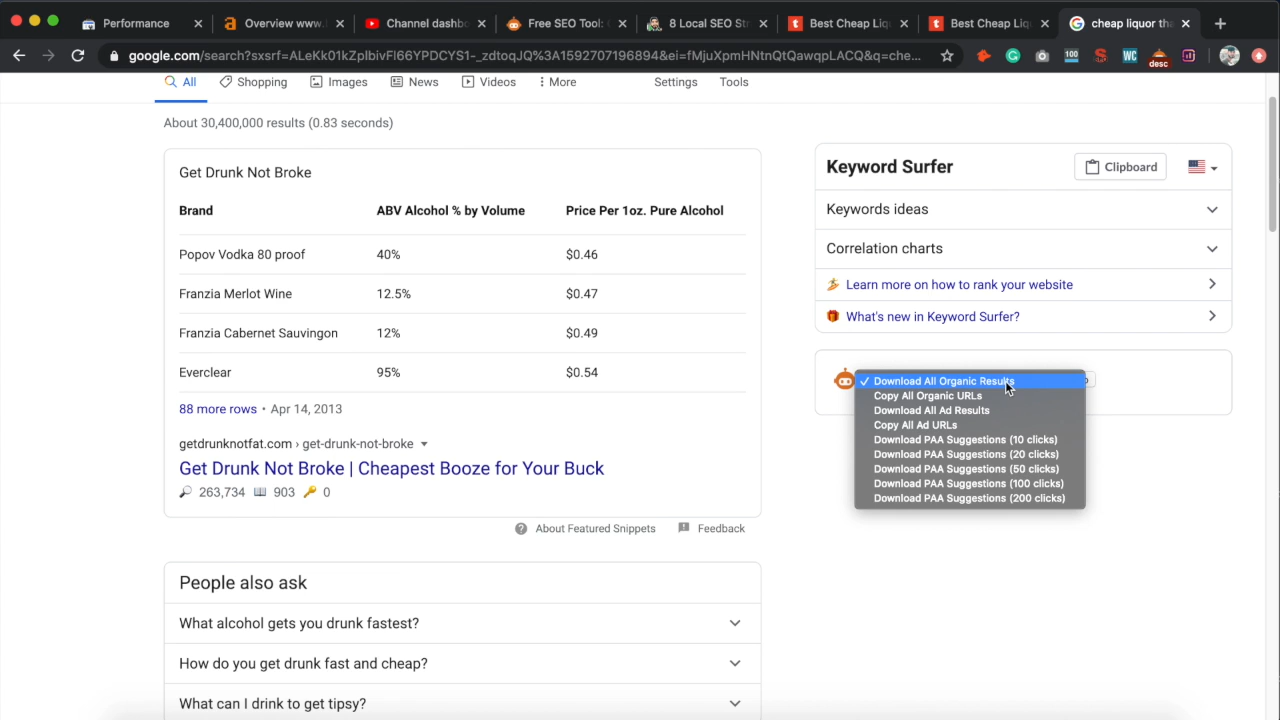 Performance
Overview www.
Channel dashbo
Free SEO Tool:
8 Local SEO Str
Best Cheap Liq
Best Cheap Liq
cheap liquor tha
google.com/search?sxsrf=ALeKk01kZpIbivFl66YPDCYS1-_zdtoqJQ%3A1592707196894&ei=fMjuXpmHNtnQtQawqpLACQ&q=che...
100
WC
desc
All
Shopping
Images
News
Videos
More
Settings
Tools
About 30,400,000 results (0.83 seconds)
Get Drunk Not Broke
Brand ABV Alcohol % by Volume Price Per 1oz. Pure Alcohol
Popov Vodka 80 proof 40% $0.46
Franzia Merlot Wine 12.5% $0.47
Franzia Cabernet Sauvingon 12% $0.49
Everclear 95% $0.54
88 more rows • Apr 14, 2013
getdrunknotfat.com › get-drunk-not-broke
Get Drunk Not Broke | Cheapest Booze for Your Buck
263,734 903 0
About Featured Snippets Feedback
People also ask
What alcohol gets you drunk fastest?
How do you get drunk fast and cheap?
What can I drink to get tipsy?
Keyword Surfer
Clipboard
Keywords ideas
Correlation charts
Learn more on how to rank your website
What's new in Keyword Surfer?
✓ Download All Organic Results
Copy All Organic URLs
Download All Ad Results
Copy All Ad URLs
Download PAA Suggestions (10 clicks)
Download PAA Suggestions (20 clicks)
Download PAA Suggestions (50 clicks)
Download PAA Suggestions (100 clicks)
Download PAA Suggestions (200 clicks)